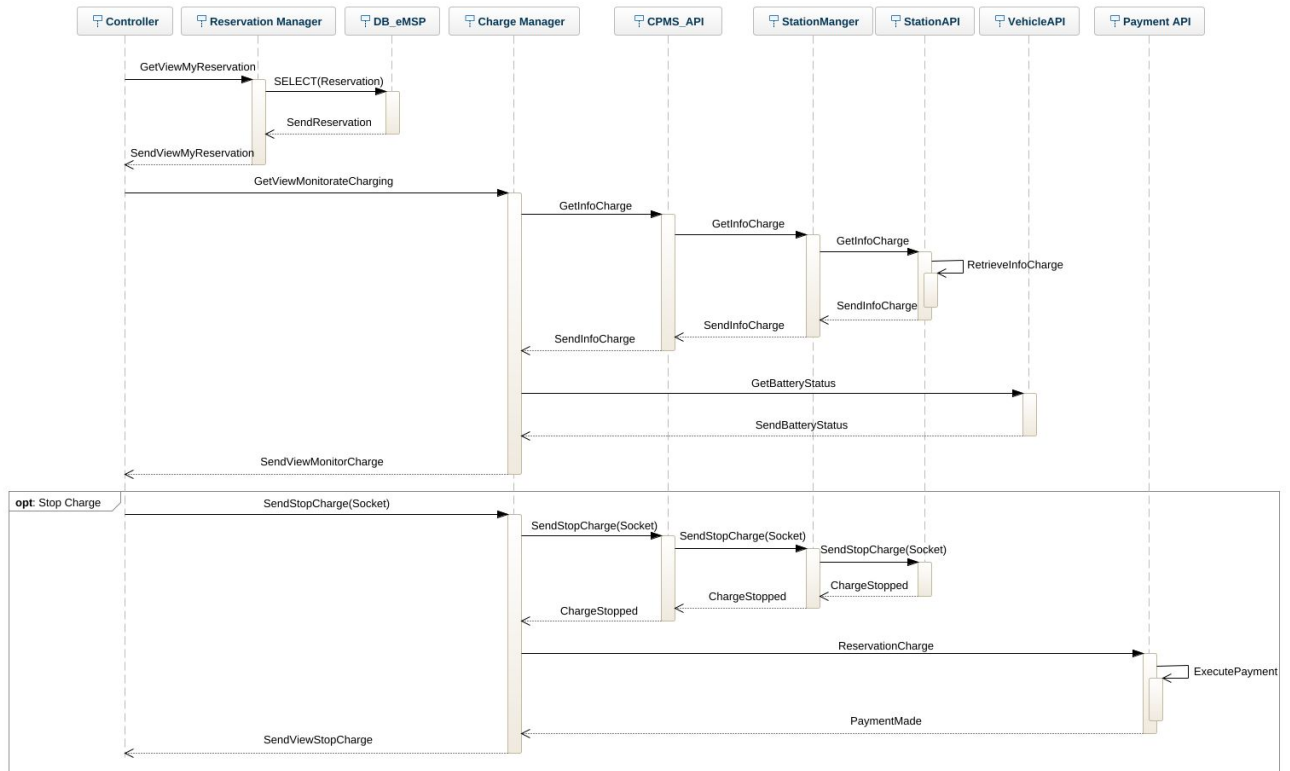 Controller
Reservation Manager
DB_eMSP
Charge Manager
CPMS_API
StationManger
StationAPI
VehicleAPI
Payment API
GetViewMyReservation
SELECT(Reservation)
SendReservation
SendViewMyReservation
GetViewMonitorateCharging
GetInfoCharge
GetInfoCharge
GetInfoCharge
RetrieveInfoCharge
SendInfoCharge
SendInfoCharge
SendInfoCharge
GetBatteryStatus
SendBatteryStatus
SendViewMonitorCharge
opt: Stop Charge
SendStopCharge(Socket)
SendStopCharge(Socket)
SendStopCharge(Socket)
SendStopCharge(Socket)
ChargeStopped
ChargeStopped
ChargeStopped
ReservationCharge
ExecutePayment
PaymentMade
SendViewStopCharge